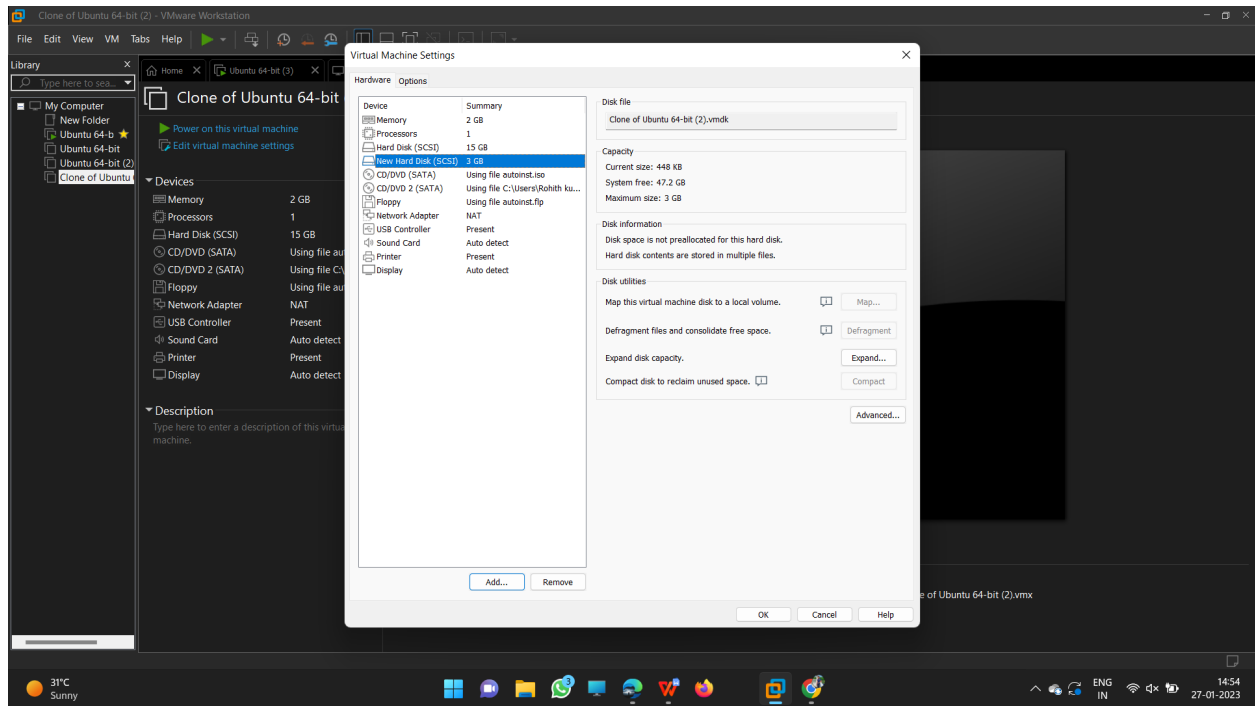 Clone of Ubuntu 64-bit (2) - VMware Workstation
File Edit View VM Tabs Help
Library X
Type here to sea...
My Computer
New Folder
Ubuntu 64-b
Ubuntu 64-bit
Ubuntu 64-bit (2)
Clone of Ubuntu
Home X Ubuntu 64-bit (3) X
Clone of Ubuntu 64-bit
Power on this virtual machine
Edit virtual machine settings
Devices
Memory 2 GB
Processors 1
Hard Disk (SCSI) 15 GB
CD/DVD (SATA) Using file au
CD/DVD 2 (SATA) Using file C:\
Floppy Using file au
Network Adapter NAT
USB Controller Present
Sound Card Auto detect
Printer Present
Display Auto detect
Description
Type here to enter a description of this virtua
machine.
Virtual Machine Settings
Hardware Options
Device Summary
Memory 2 GB
Processors 1
Hard Disk (SCSI) 15 GB
New Hard Disk (SCSI) 3 GB
CD/DVD (SATA) Using file autoinst.iso
CD/DVD 2 (SATA) Using file C:\Users\Rohith ku...
Floppy Using file autoinst.flp
Network Adapter NAT
USB Controller Present
Sound Card Auto detect
Printer Present
Display Auto detect
Add... Remove
Disk file
Clone of Ubuntu 64-bit (2).vmdk
Capacity
Current size: 448 KB
System free: 47.2 GB
Maximum size: 3 GB
Disk information
Disk space is not preallocated for this hard disk.
Hard disk contents are stored in multiple files.
Disk utilities
Map this virtual machine disk to a local volume. Map...
Defragment files and consolidate free space. Defragment
Expand disk capacity. Expand...
Compact disk to reclaim unused space. Compact
Advanced...
OK Cancel Help
e of Ubuntu 64-bit (2).vmx
31°C
Sunny
3
ENG
IN
14:54
27-01-2023